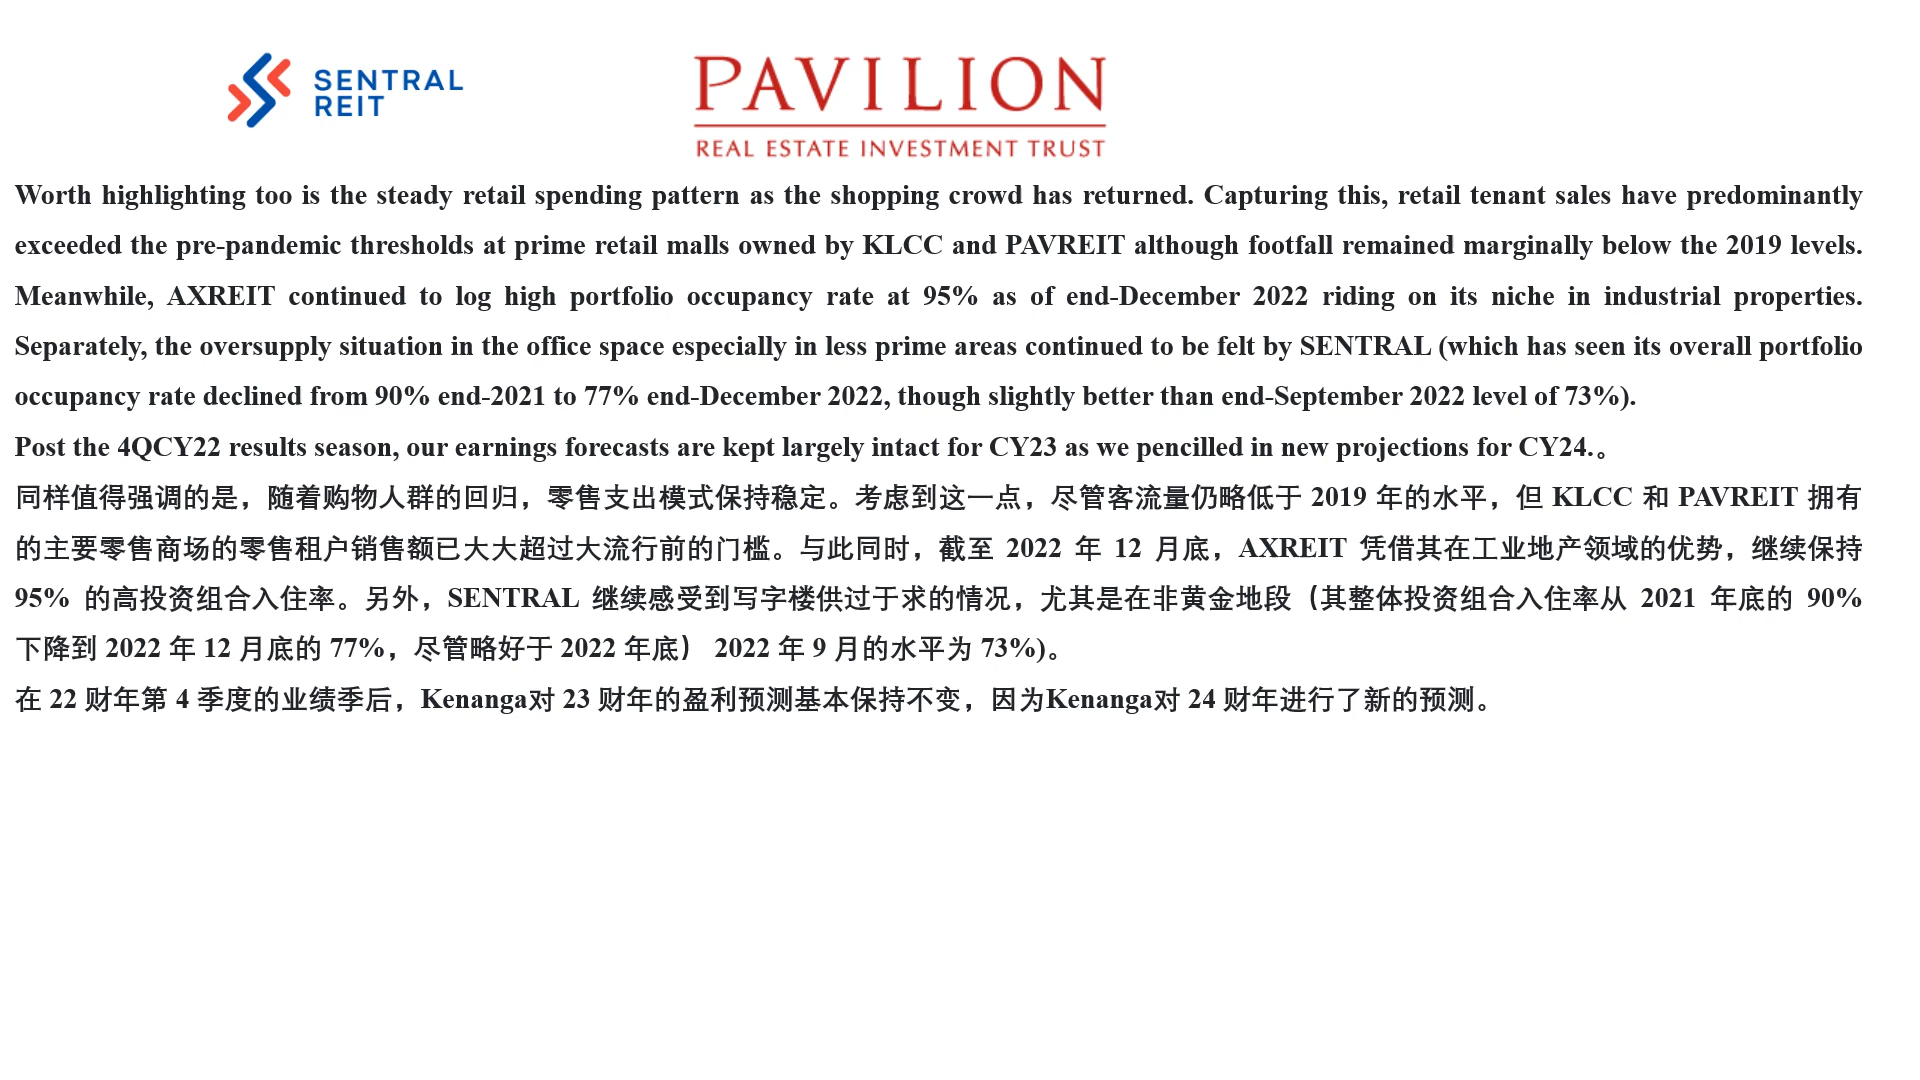 SENTRAL
REIT
PAVILION
REAL ESTATE INVESTMENT TRUST
Worth highlighting too is the steady retail spending pattern as the shopping crowd has returned. Capturing this, retail tenant sales have predominantly
exceeded the pre-pandemic thresholds at prime retail malls owned by KLCC and PAVREIT although footfall remained marginally below the 2019 levels.
Meanwhile, AXREIT continued to log high portfolio occupancy rate at 95% as of end-December 2022 riding on its niche in industrial properties.
Separately, the oversupply situation in the office space especially in less prime areas continued to be felt by SENTRAL (which has seen its overall portfolio
occupancy rate declined from 90% end-2021 to 77% end-December 2022, though slightly better than end-September 2022 level of 73%).
Post the 4QCY22 results season, our earnings forecasts are kept largely intact for CY23 as we pencilled in new projections for CY24.。
同样值得强调的是，随着购物人群的回归，零售支出模式保持稳定。考虑到这一点，尽管客流量仍略低于 2019 年的水平，但 KLCC 和 PAVREIT 拥有
的主要零售商场的零售租户销售额已大大超过大流行前的门槛。与此同时，截至 2022 年 12 月底，AXREIT 凭借其在工业地产领域的优势，继续保持
95% 的高投资组合入住率。另外，SENTRAL 继续感受到写字楼供过于求的情况，尤其是在非黄金地段（其整体投资组合入住率从 2021 年底的 90%
下降到 2022 年 12 月底的 77%，尽管略好于 2022 年底） 2022 年 9 月的水平为 73%)。
在 22 财年第 4 季度的业绩季后，Kenanga对 23 财年的盈利预测基本保持不变，因为Kenanga对 24 财年进行了新的预测。